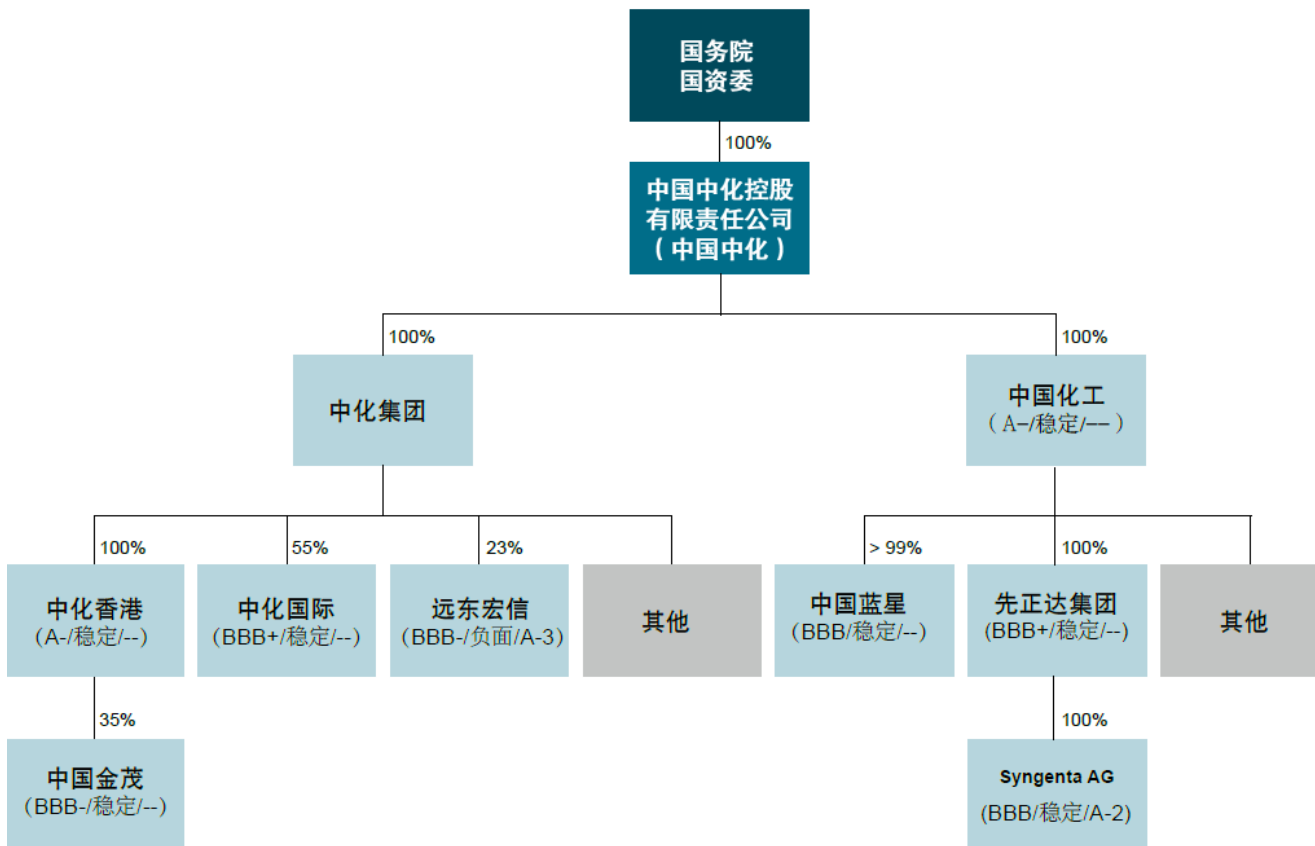 国务院
国资委
100%
中国中化控股
有限责任公司
（中国中化）
100%
100%
中化集团
中国化工
（A–/稳定/––）
100%
55%
23%
> 99%
100%
中化香港
(A-/稳定/--)
中化国际
(BBB+/稳定/--)
远东宏信
(BBB-/负面/A-3)
其他
中国蓝星
(BBB/稳定/--)
先正达集团
(BBB+/稳定/--)
其他
35%
100%
中国金茂
(BBB-/稳定/--)
Syngenta AG
(BBB/稳定/A-2)